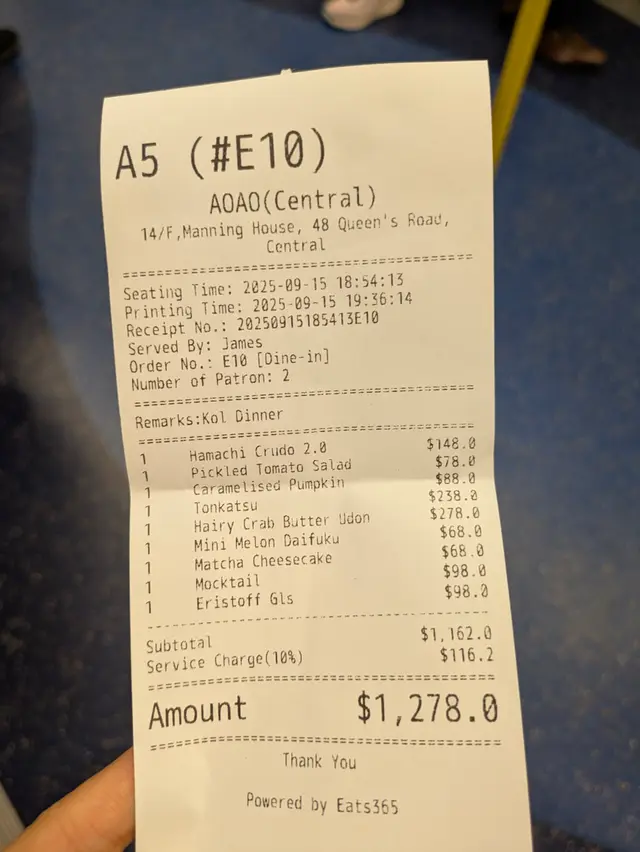 A5 (#E10)
AOAO(Central)
14/F,Manning House, 48 Queen's Road,
Central
Seating Time: 2025-09-15 18:54:13
Printing Time: 2025-09-15 19:36:14
Receipt No.: 20250915185413E10
Served By: James
Order No.: E10 [Dine-in]
Number of Patron: 2
Remarks:Kol Dinner
1 Hamachi Crudo 2.0 $148.0
1 Pickled Tomato Salad $78.0
1 Caramelised Pumpkin $88.0
1 Tonkatsu $238.0
1 Hairy Crab Butter Udon $278.0
1 Mini Melon Daifuku $68.0
1 Matcha Cheesecake $68.0
1 Mocktail $98.0
1 Eristoff Gls $98.0
Subtotal $1,162.0
Service Charge(10%) $116.2
Amount $1,278.0
Thank You
Powered by Eats365